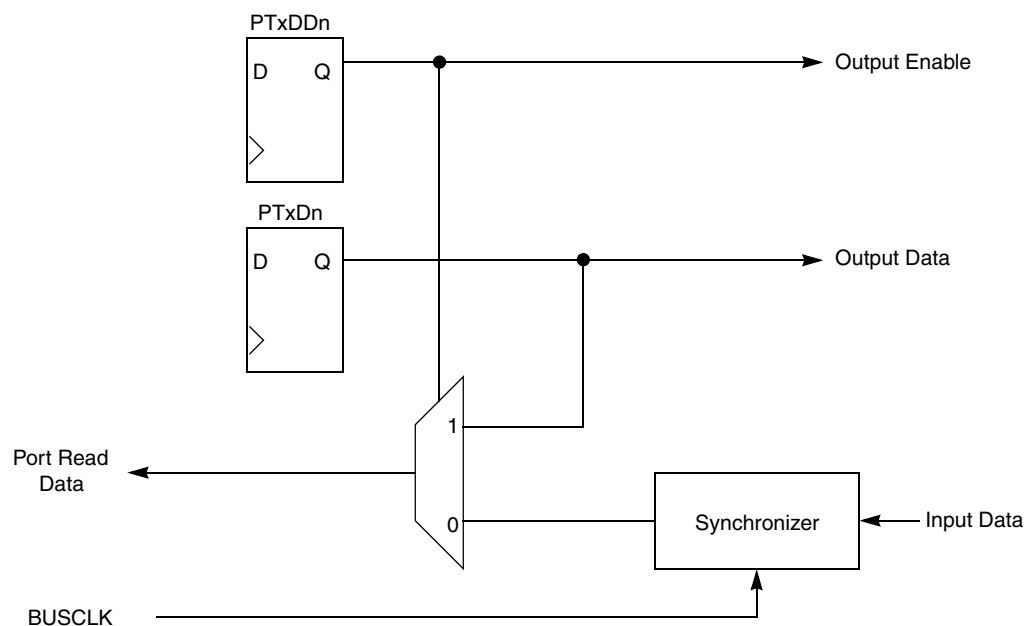 PTxDDn
D Q
Output Enable
PTxDn
D Q
Output Data
1
Port Read
Data
0
Synchronizer
Input Data
BUSCLK